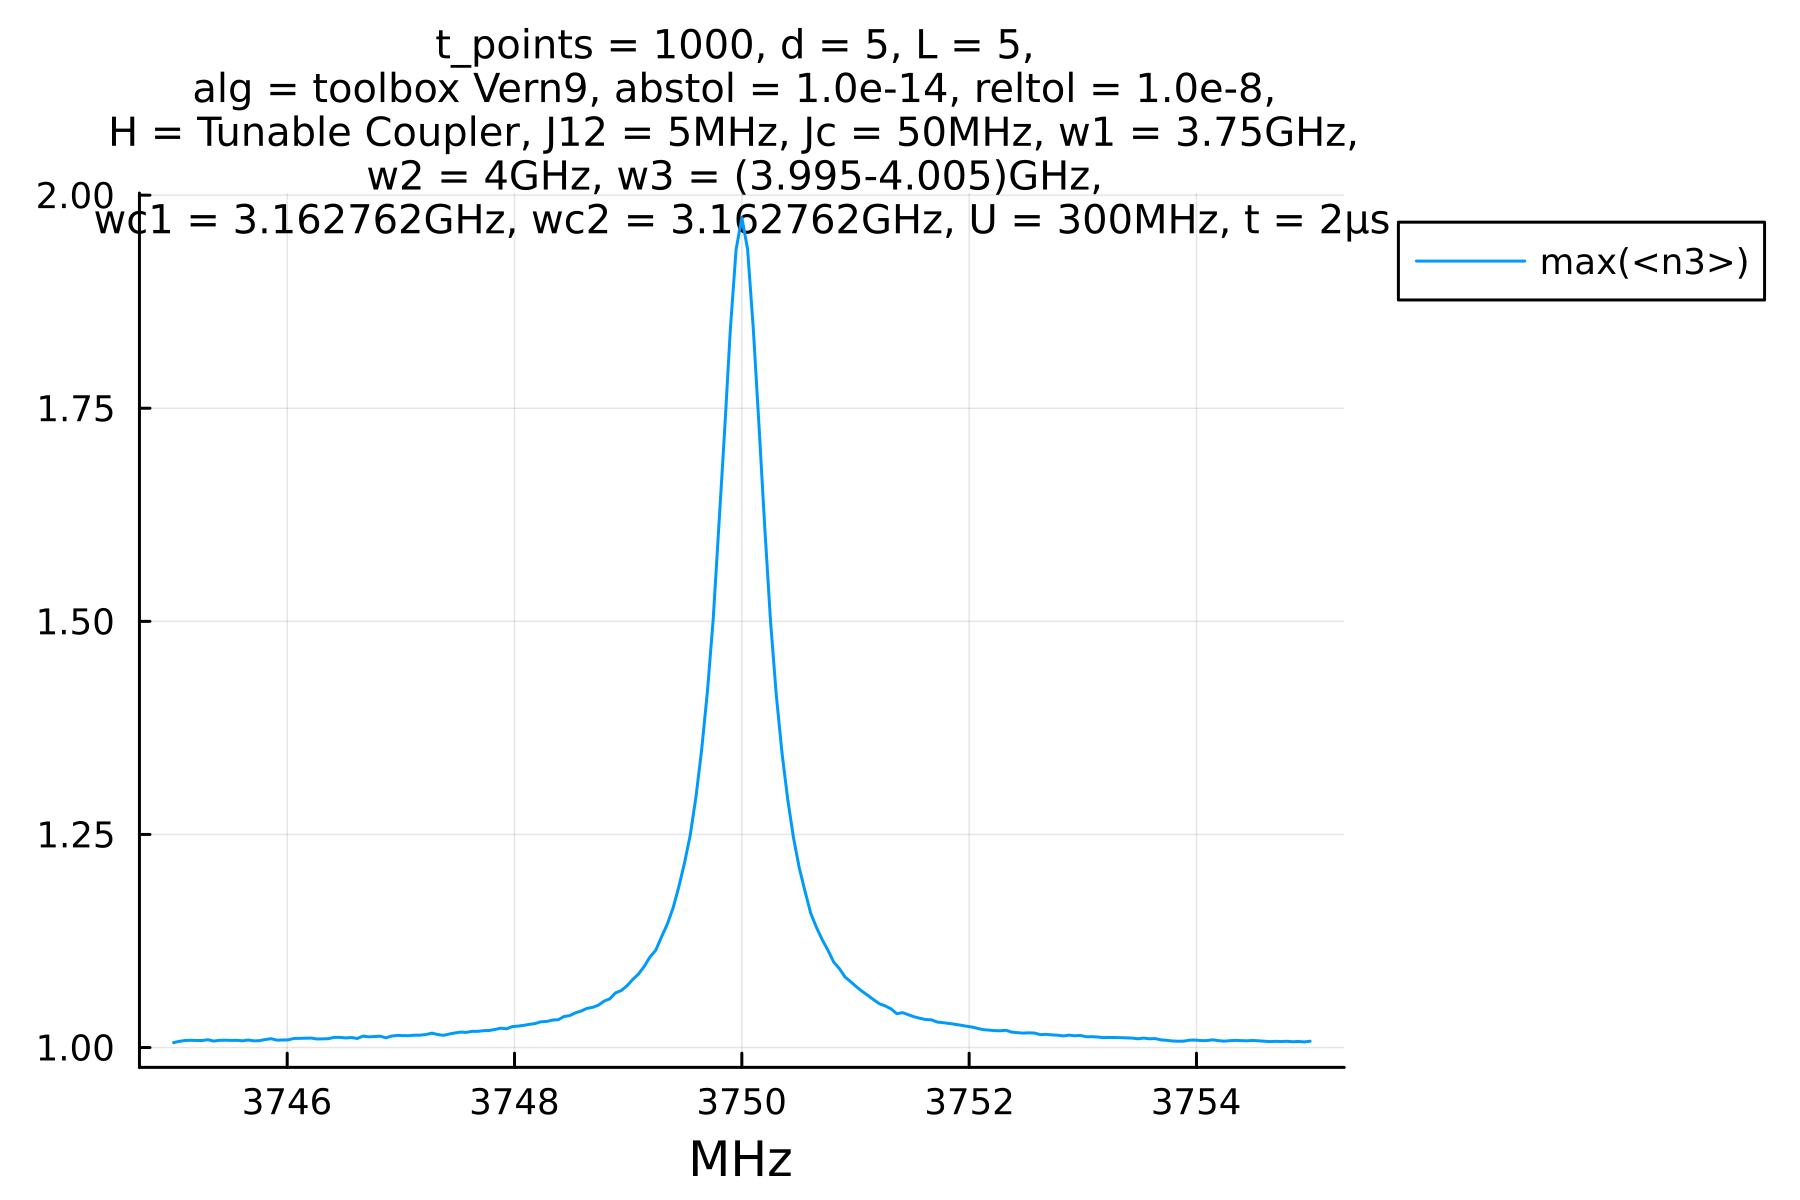 t_points = 1000, d = 5, L = 5,
alg = toolbox Vern9, abstol = 1.0e-14, reltol = 1.0e-8,
H = Tunable Coupler, J12 = 5MHz, Jc = 50MHz, w1 = 3.75GHz,
w2 = 4GHz, w3 = (3.995-4.005)GHz,
wc1 = 3.162762GHz, wc2 = 3.162762GHz, U = 300MHz, t = 2μs
max(<n3>)
2.00
1.75
1.50
1.25
1.00
3746 3748 3750 3752 3754
MHz